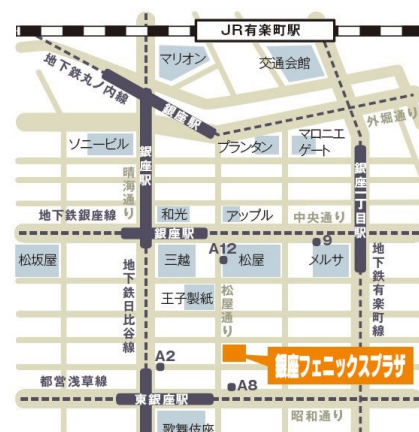 JR有楽町駅
マリオン
交通会館
地下鉄丸ノ内線
銀座駅
外堀通り
ソニービル
銀座駅
プランタン
マロニエ
ゲート
晴海通り
銀座一丁目駅
地下鉄銀座線
和光
アップル
中央通り
銀座駅
A12
9
松坂屋
三越
松屋
メルサ
地下鉄日比谷線
王子製紙
松屋通り
地下鉄有楽町線
A2
銀座フェニックスプラザ
都営浅草線
A8
東銀座駅
昭和通り
歌舞伎座